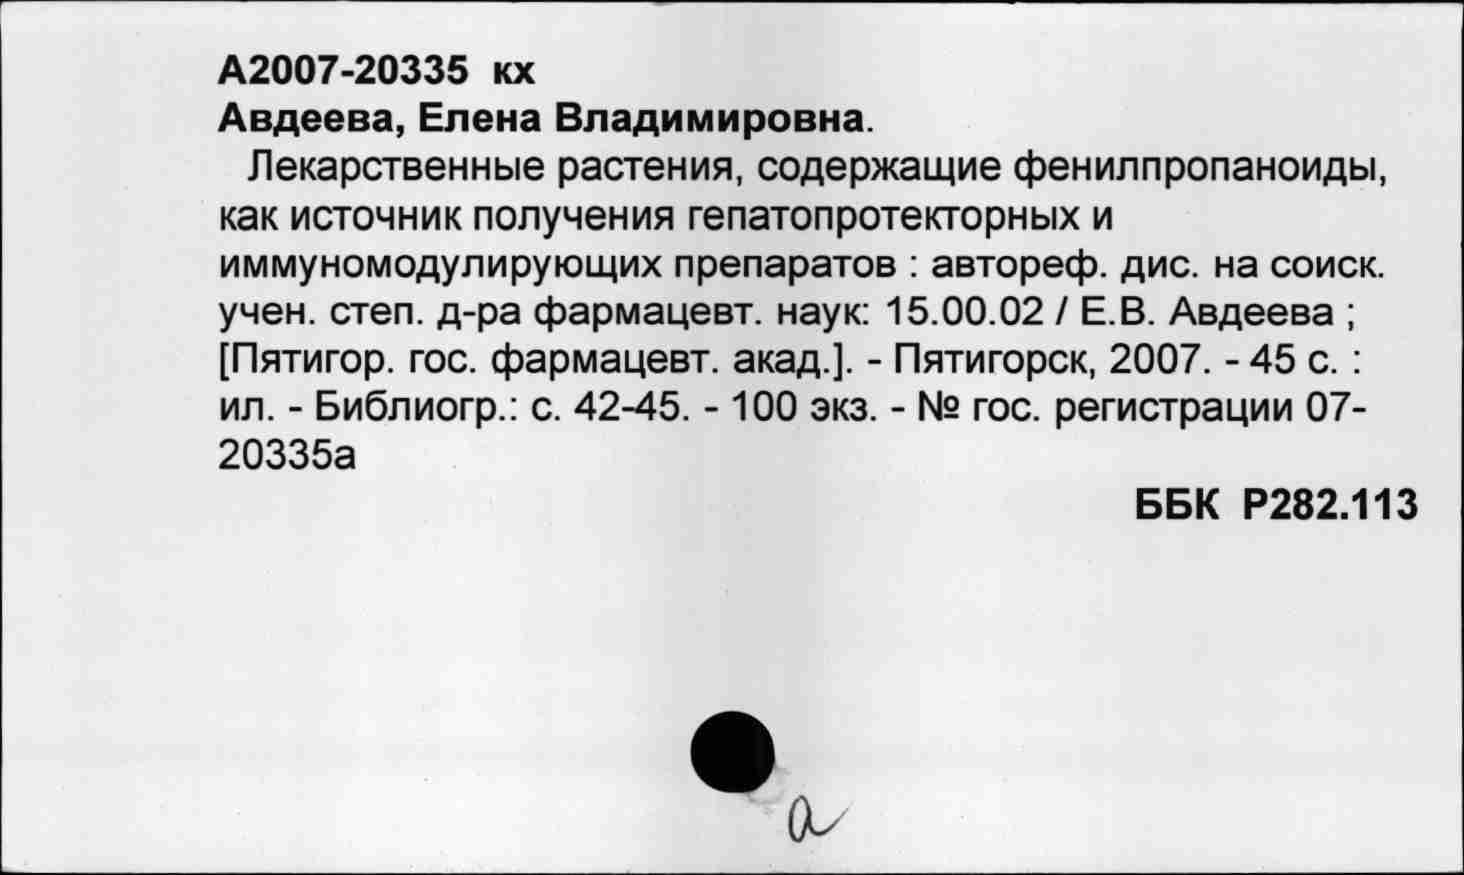 А2007-20335 кх
Авдеева, Елена Владимировна.
Лекарственные растения, содержащие фенилпропаноиды,
как источник получения гепатопротекторных и
иммуномодулирующих препаратов : автореф. дис. на соиск.
учен. степ. д-ра фармацевт. наук: 15.00.02 / Е.В. Авдеева ;
[Пятигор. гос. фармацевт. акад.]. - Пятигорск, 2007. - 45 с. :
ил. - Библиогр.: с. 42-45. - 100 экз. - № гос. регистрации 07-
20335а
ББК Р282.113
а